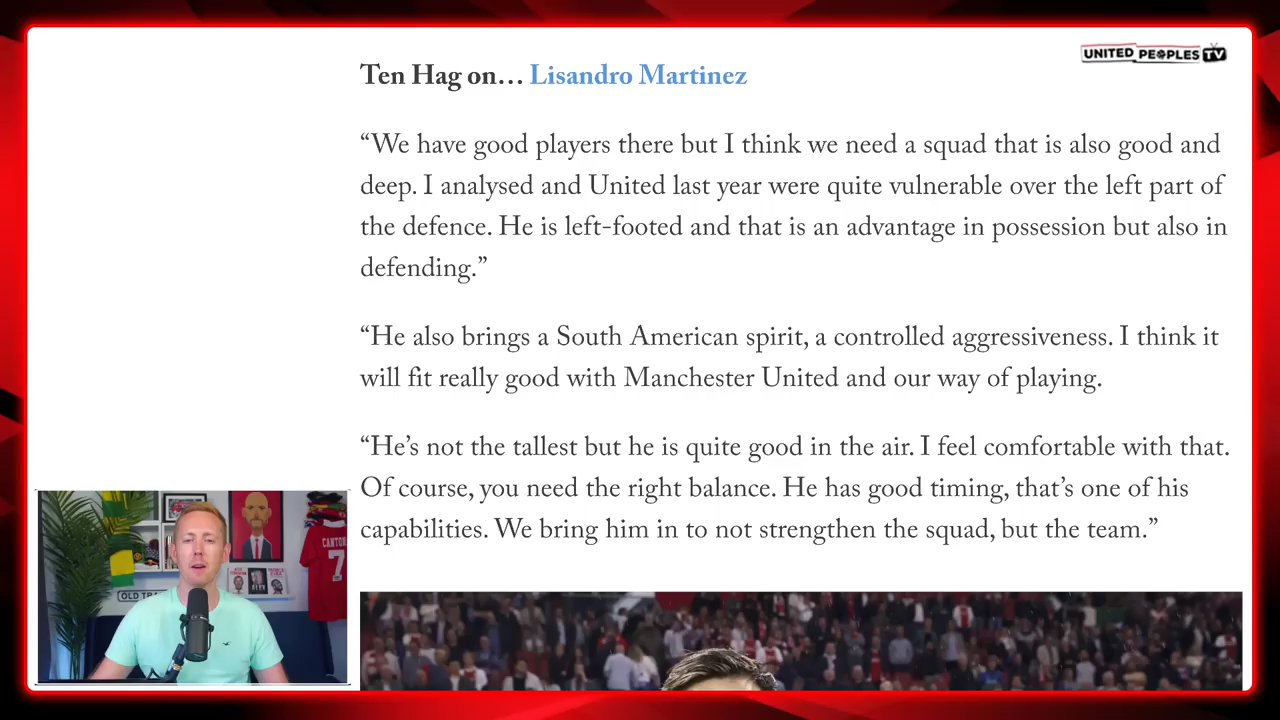 UNITED PEOPLES TV
Ten Hag on… Lisandro Martinez
“We have good players there but I think we need a squad that is also good and
deep. I analysed and United last year were quite vulnerable over the left part of
the defence. He is left-footed and that is an advantage in possession but also in
defending.”
“He also brings a South American spirit, a controlled aggressiveness. I think it
will fit really good with Manchester United and our way of playing.
“He’s not the tallest but he is quite good in the air. I feel comfortable with that.
Of course, you need the right balance. He has good timing, that’s one of his
capabilities. We bring him in to not strengthen the squad, but the team.”
OLD
7